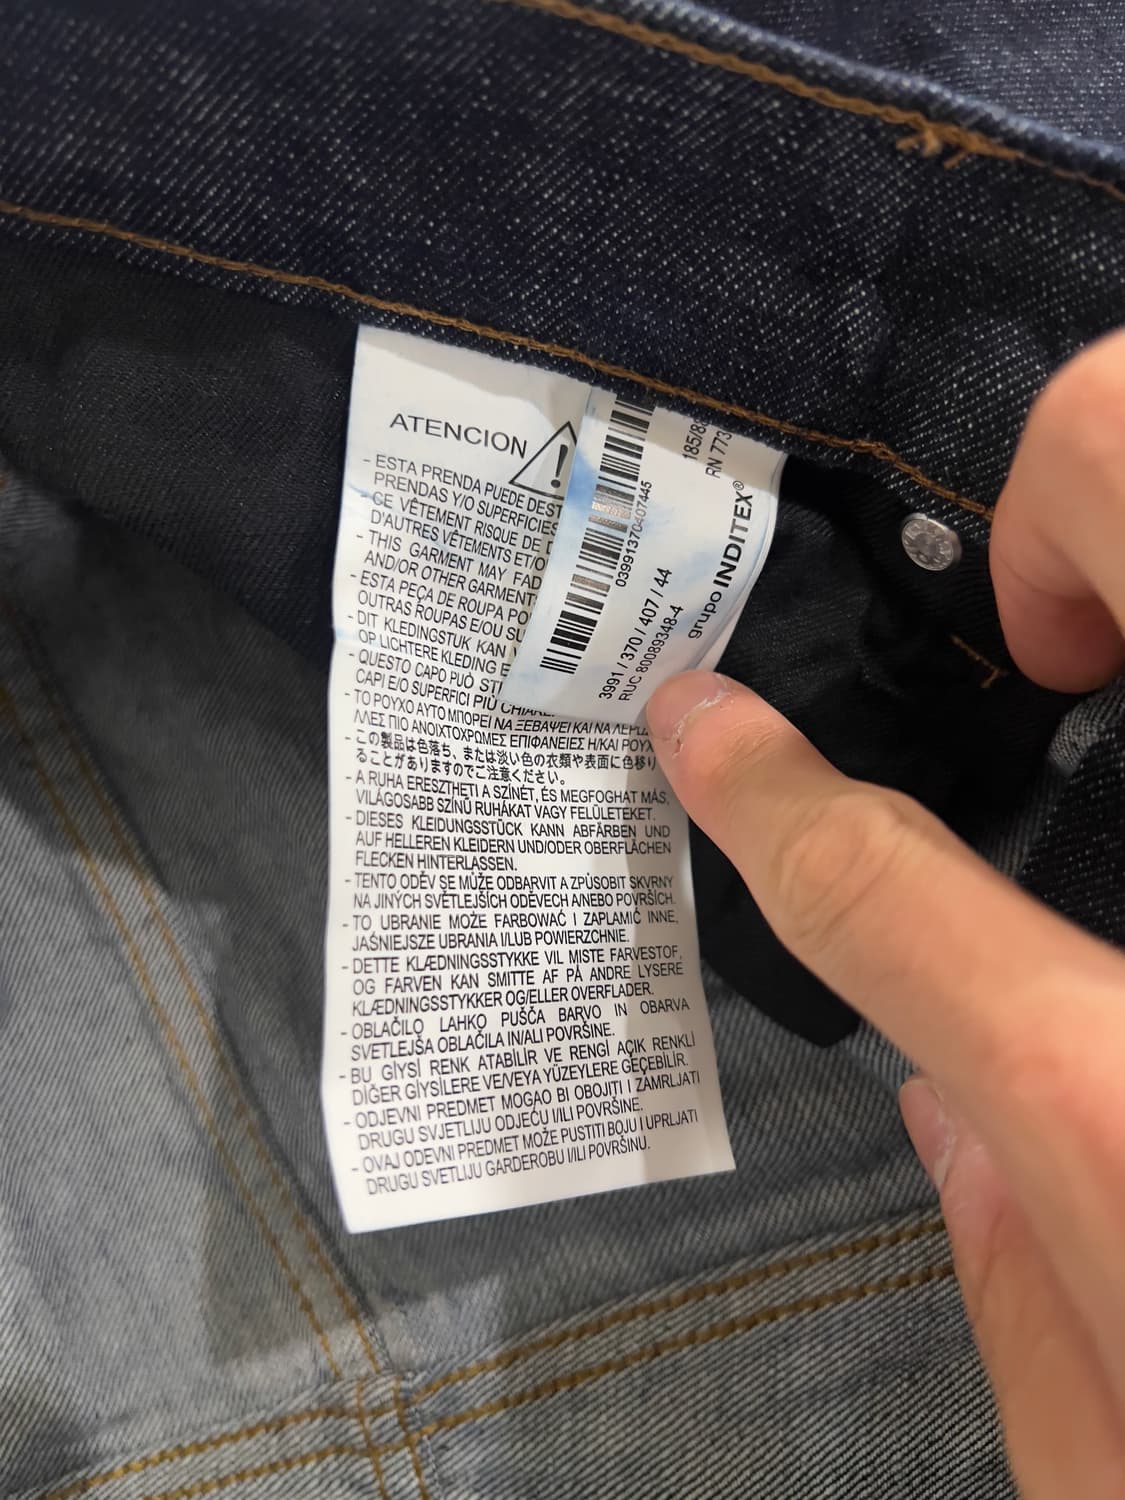 ATENCION
- ESTA PRENDA PUEDE DEST
PRENDAS Y/O SUPERFICIES
- CE VÊTEMENT RISQUE DE
D'AUTRES VÊTEMENTS ET/O
- THIS GARMENT MAY FAD
AND/OR OTHER GARMENT
- ESTA PEÇA DE ROUPA PO
OUTRAS ROUPAS E/OU SU
- DIT KLEDINGSTUK KAN
OP LICHTERE KLEDING E
- QUESTO CAPO PUÒ STI
CAPI E/O SUPERFICI PIÙ CHIARE.
- ΤΟ ΡΟΥΧΟ ΑΥΤΟ ΜΠΟΡΕΙ ΝΑ ΞΕΒΑΨΕΙ ΚΑΙ ΝΑ ΛΕΡΩ
ΛΛΕΣ ΠΙΟ ΑΝΟΙΧΤΟΧΡΩΜΕΣ ΕΠΙΦΑΝΕΙΕΣ Η/ΚΑΙ ΡΟΥΧ
- この製品は色落ち、または淡い色の衣類や表面に色移り
ることがありますのでご注意ください。
- A RUHA ERESZTHETI A SZÍNÉT, ÉS MEGFOGHAT MÁS,
VILÁGOSABB SZÍNŰ RUHÁKAT VAGY FELÜLETEKET.
- DIESES KLEIDUNGSSTÜCK KANN ABFÄRBEN UND
AUF HELLEREN KLEIDERN UND/ODER OBERFLÄCHEN
FLECKEN HINTERLASSEN.
- TENTO ODĚV SE MŮŽE ODBARVIT A ZPŮSOBIT SKVRNY
NA JINÝCH SVĚTLEJŠÍCH ODĚVECH A/NEBO POVRŠÍCH.
- TO UBRANIE MOŻE FARBOWAĆ I ZAPLAMIĆ INNE,
JAŚNIEJSZE UBRANIA I/LUB POWIERZCHNIE.
- DETTE KLÆDNINGSSTYKKE VIL MISTE FARVESTOF,
OG FARVEN KAN SMITTE AF PÅ ANDRE LYSERE
KLÆDNINGSSTYKKER OG/ELLER OVERFLADER.
- OBLAČILO LAHKO PUŠČA BARVO IN OBARVA
SVETLEJŠA OBLAČILA IN/ALI POVRŠINE.
- BU GİYSİ RENK ATABİLİR VE RENGİ AÇIK RENKLİ
DİĞER GİYSİLERE VE/VEYA YÜZEYLERE GEÇEBİLİR.
- ODJEVNI PREDMET MOGAO BI OBOJITI I ZAMRLJATI
DRUGU SVJETLIJU ODJEĆU I/ILI POVRŠINE.
- OVAJ ODEVNI PREDMET MOŽE PUSTITI BOJU I UPRLJATI
DRUGU SVETLIJU GARDEROBU I/ILI POVRŠINU.
03991370407445
3991 / 370 / 407 / 44
RUC 80089348-4
grupo INDITEX®
185/8
RN 773